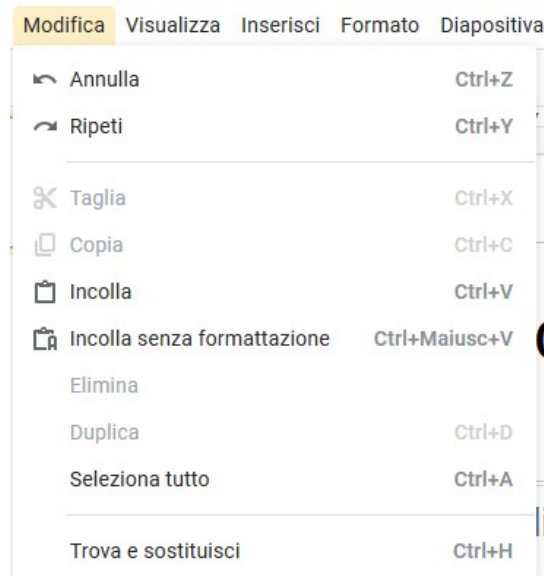 Modifica Visualizza Inserisci Formato Diapositiva
Annulla Ctrl+Z
Ripeti Ctrl+Y
Taglia Ctrl+X
Copia Ctrl+C
Incolla Ctrl+V
Incolla senza formattazione Ctrl+Maiusc+V
Elimina
Duplica Ctrl+D
Seleziona tutto Ctrl+A
Trova e sostituisci Ctrl+H